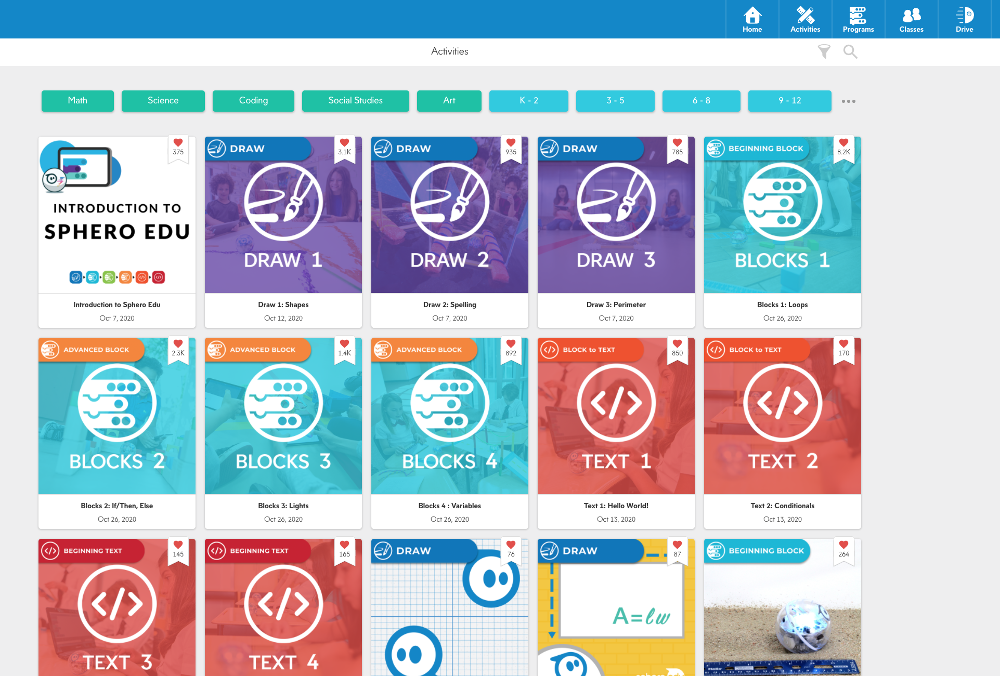 Home
Activities
Programs
Classes
Drive
Activities
Math
Science
Coding
Social Studies
Art
K - 2
3 - 5
6 - 8
9 - 12
375
INTRODUCTION TO
SPHERO EDU
Introduction to Sphero Edu
Oct 7, 2020
DRAW
3.1K
DRAW 1
Draw 1: Shapes
Oct 12, 2020
DRAW
935
DRAW 2
Draw 2: Spelling
Oct 7, 2020
DRAW
785
DRAW 3
Draw 3: Perimeter
Oct 7, 2020
BEGINNING BLOCK
8.2K
BLOCKS 1
Blocks 1: Loops
Oct 26, 2020
ADVANCED BLOCK
2.3K
BLOCKS 2
Blocks 2: If/Then, Else
Oct 26, 2020
ADVANCED BLOCK
1.4K
BLOCKS 3
Blocks 3: Lights
Oct 26, 2020
ADVANCED BLOCK
892
BLOCKS 4
Blocks 4 : Variables
Oct 26, 2020
BLOCK to TEXT
850
</>
TEXT 1
Text 1: Hello World!
Oct 13, 2020
BLOCK to TEXT
170
</>
TEXT 2
Text 2: Conditionals
Oct 13, 2020
BEGINNING TEXT
145
</>
TEXT 3
BEGINNING TEXT
165
</>
TEXT 4
DRAW
76
DRAW
87
A=lw
BEGINNING BLOCK
264
Helix